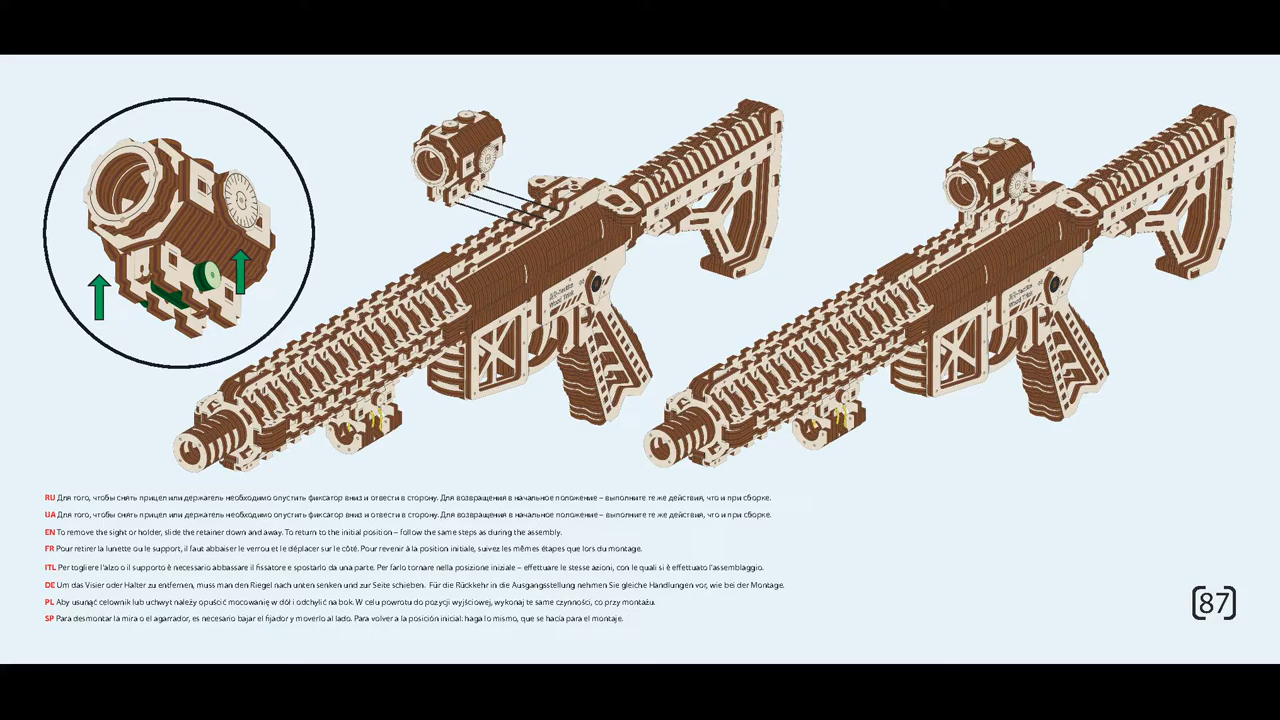 RU Для того, чтобы снять прицел или держатель необходимо опустить фиксатор вниз и отвести в сторону. Для возвращения в начальное положение – выполните те же действия, что и при сборке.
UA Для того, чтобы снять прицел или держатель необходимо опустить фиксатор вниз и отвести в сторону. Для возвращения в начальное положение – выполните те же действия, что и при сборке.
EN To remove the sight or holder, slide the retainer down and away. To return to the initial position – follow the same steps as during the assembly.
FR Pour retirer la lunette ou le support, il faut abbaiser le verrou et le déplacer sur le côté. Pour revenir à la position initiale, suivez les mêmes étapes que lors du montage.
ITL Per togliere l'alzo o il supporto è necessario abbassare il fissatore e spostarlo da una parte. Per farlo tornare nella posizione iniziale – effettuare le stesse azioni, con le quali si è effettuato l'assemblaggio.
DE Um das Visier oder Halter zu entfernen, muss man den Riegel nach unten senken und zur Seite schieben. Für die Rückkehr in die Ausgangsstellung nehmen Sie gleiche Handlungen vor, wie bei der Montage.
PL Aby usunąć celownik lub uchwyt należy opuścić mocowanię w dół i odchylić na bok. W celu powrotu do pozycji wyjściowej, wykonaj te same czynności, co przy montażu.
SP Para desmontar la mira o el agarrador, es necesario bajar el fijador y moverlo al lado. Para volver a la posición inicial: haga lo mismo, que se hacía para el montaje.
[87]